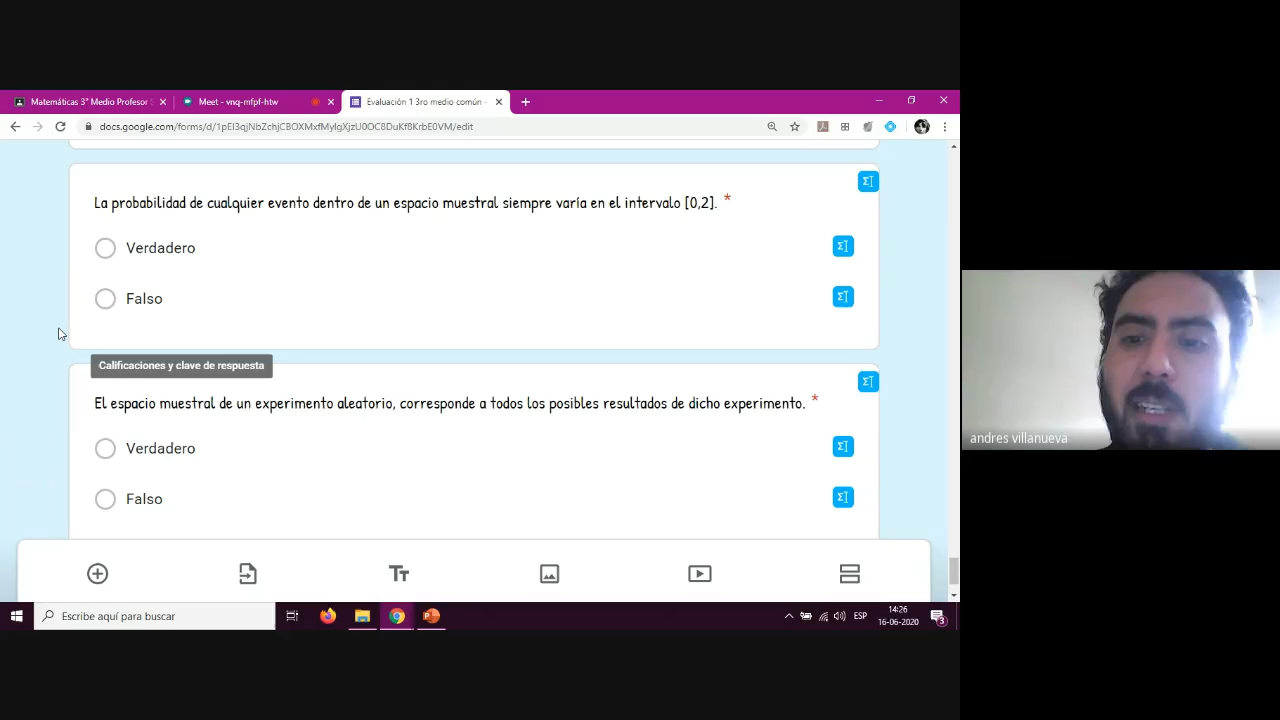 Matemáticas 3° Medio Profesor
Meet - vnq-mfpf-htw
Evaluación 1 3ro medio común -
docs.google.com/forms/d/1pEl3qjNbZchjCBOXMxfMylgXjzU0OC8DuKf8KrbE0VM/edit
La probabilidad de cualquier evento dentro de un espacio muestral siempre varía en el intervalo [0,2]. *
Verdadero
Falso
Calificaciones y clave de respuesta
El espacio muestral de un experimento aleatorio, corresponde a todos los posibles resultados de dicho experimento. *
Verdadero
Falso
andres villanueva
Tт
Escribe aquí para buscar
ESP
14:26
16-06-2020
3